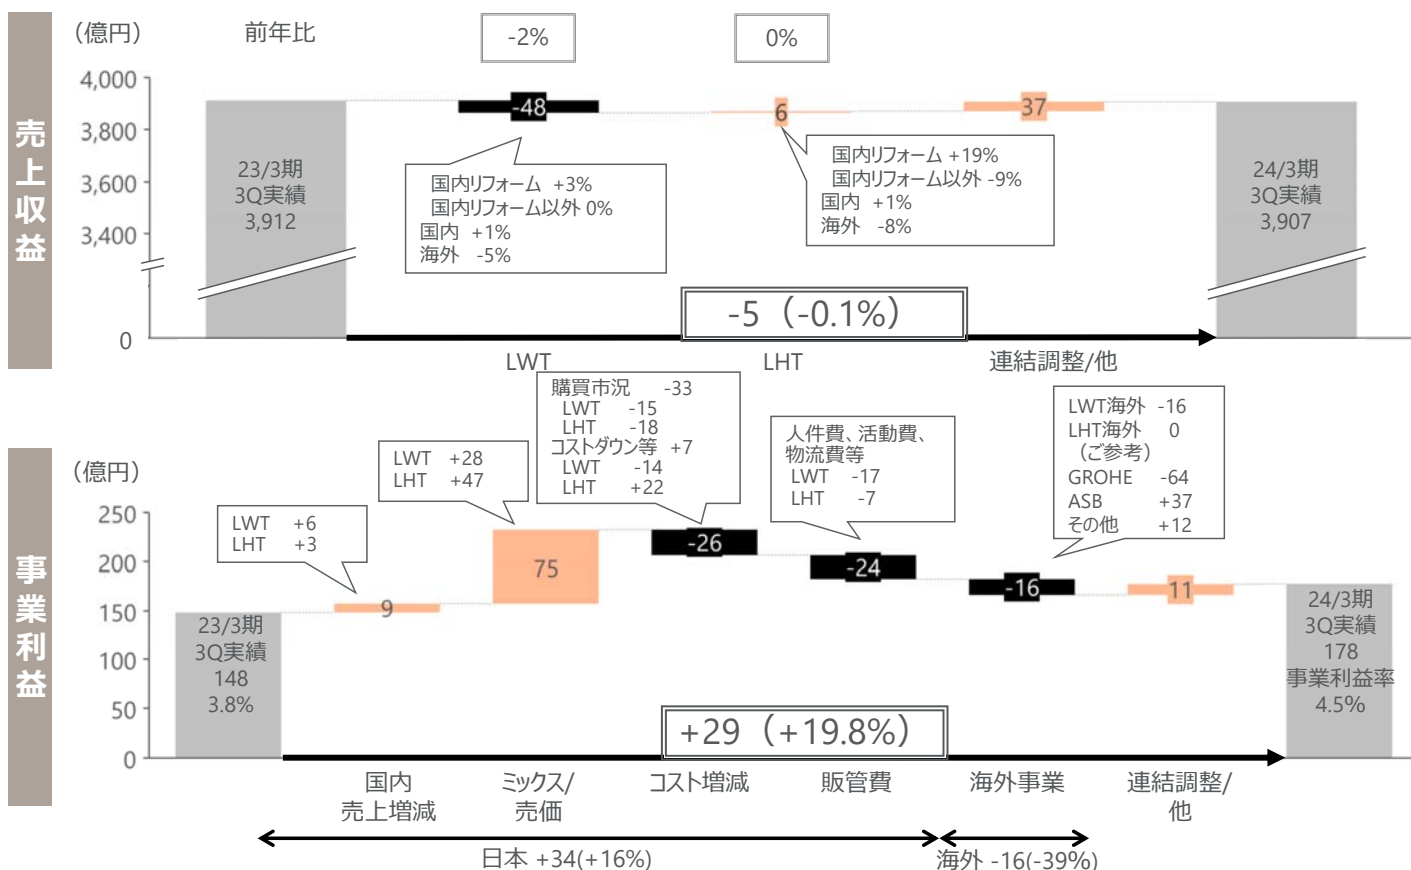 売上収益
（億円）
前年比
-2%
0%
4,000
3,800
3,600
3,400
0
23/3期
3Q実績
3,912
-48
6
37
国内リフォーム +3%
国内リフォーム以外 0%
国内 +1%
海外 -5%
国内リフォーム +19%
国内リフォーム以外 -9%
国内 +1%
海外 -8%
24/3期
3Q実績
3,907
-5（-0.1%）
LWT
LHT
連結調整/他
事業利益
（億円）
250
200
150
100
50
0
23/3期
3Q実績
148
3.8%
LWT +6
LHT +3
9
LWT +28
LHT +47
75
購買市況 -33
LWT -15
LHT -18
コストダウン等 +7
LWT -14
LHT +22
-26
人件費、活動費、
物流費等
LWT -17
LHT -7
-24
LWT海外 -16
LHT海外 0
（ご参考）
GROHE -64
ASB +37
その他 +12
-16
11
24/3期
3Q実績
178
事業利益率
4.5%
+29（+19.8%）
国内
売上増減
ミックス/
売価
コスト増減
販管費
海外事業
連結調整/
他
日本 +34(+16%)
海外 -16(-39%)